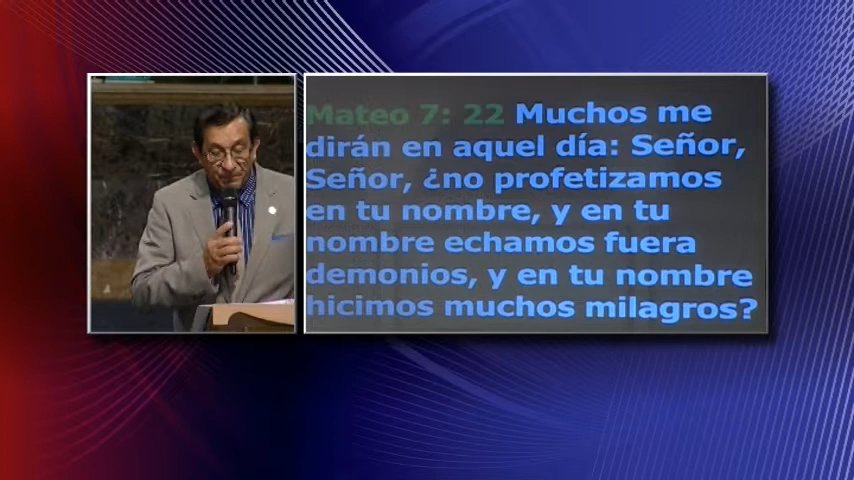 Mateo 7: 22 Muchos me
dirán en aquel día: Señor,
Señor, ¿no profetizamos
en tu nombre, y en tu
nombre echamos fuera
demonios, y en tu nombre
hicimos muchos milagros?